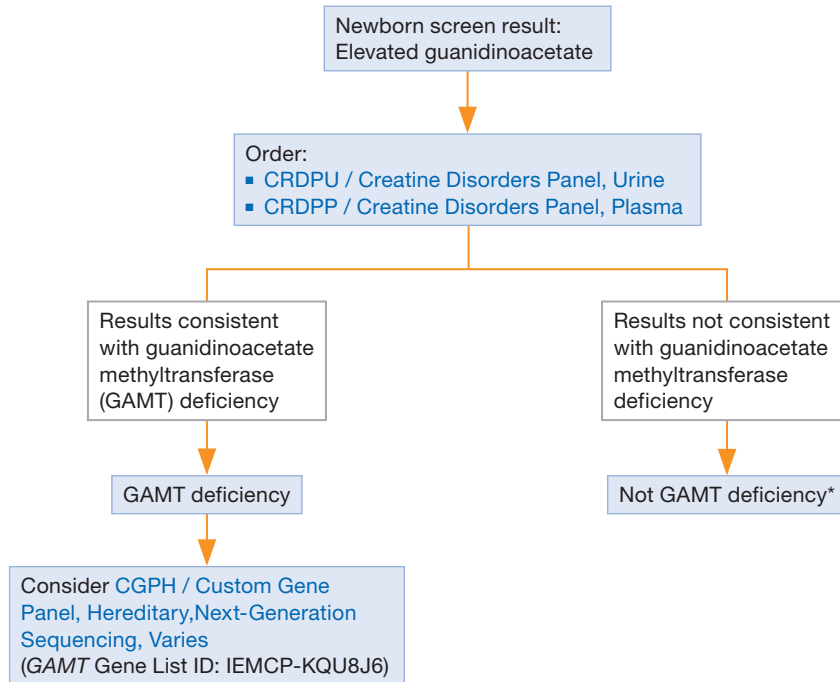 Newborn screen result:
Elevated guanidinoacetate
Order:
▪ CRDPU / Creatine Disorders Panel, Urine
▪ CRDPP / Creatine Disorders Panel, Plasma
Results consistent
with guanidinoacetate
methyltransferase
(GAMT) deficiency
Results not consistent
with guanidinoacetate
methyltransferase
deficiency
GAMT deficiency
Not GAMT deficiency*
Consider CGPH / Custom Gene
Panel, Hereditary,Next-Generation
Sequencing, Varies
(GAMT Gene List ID: IEMCP-KQU8J6)